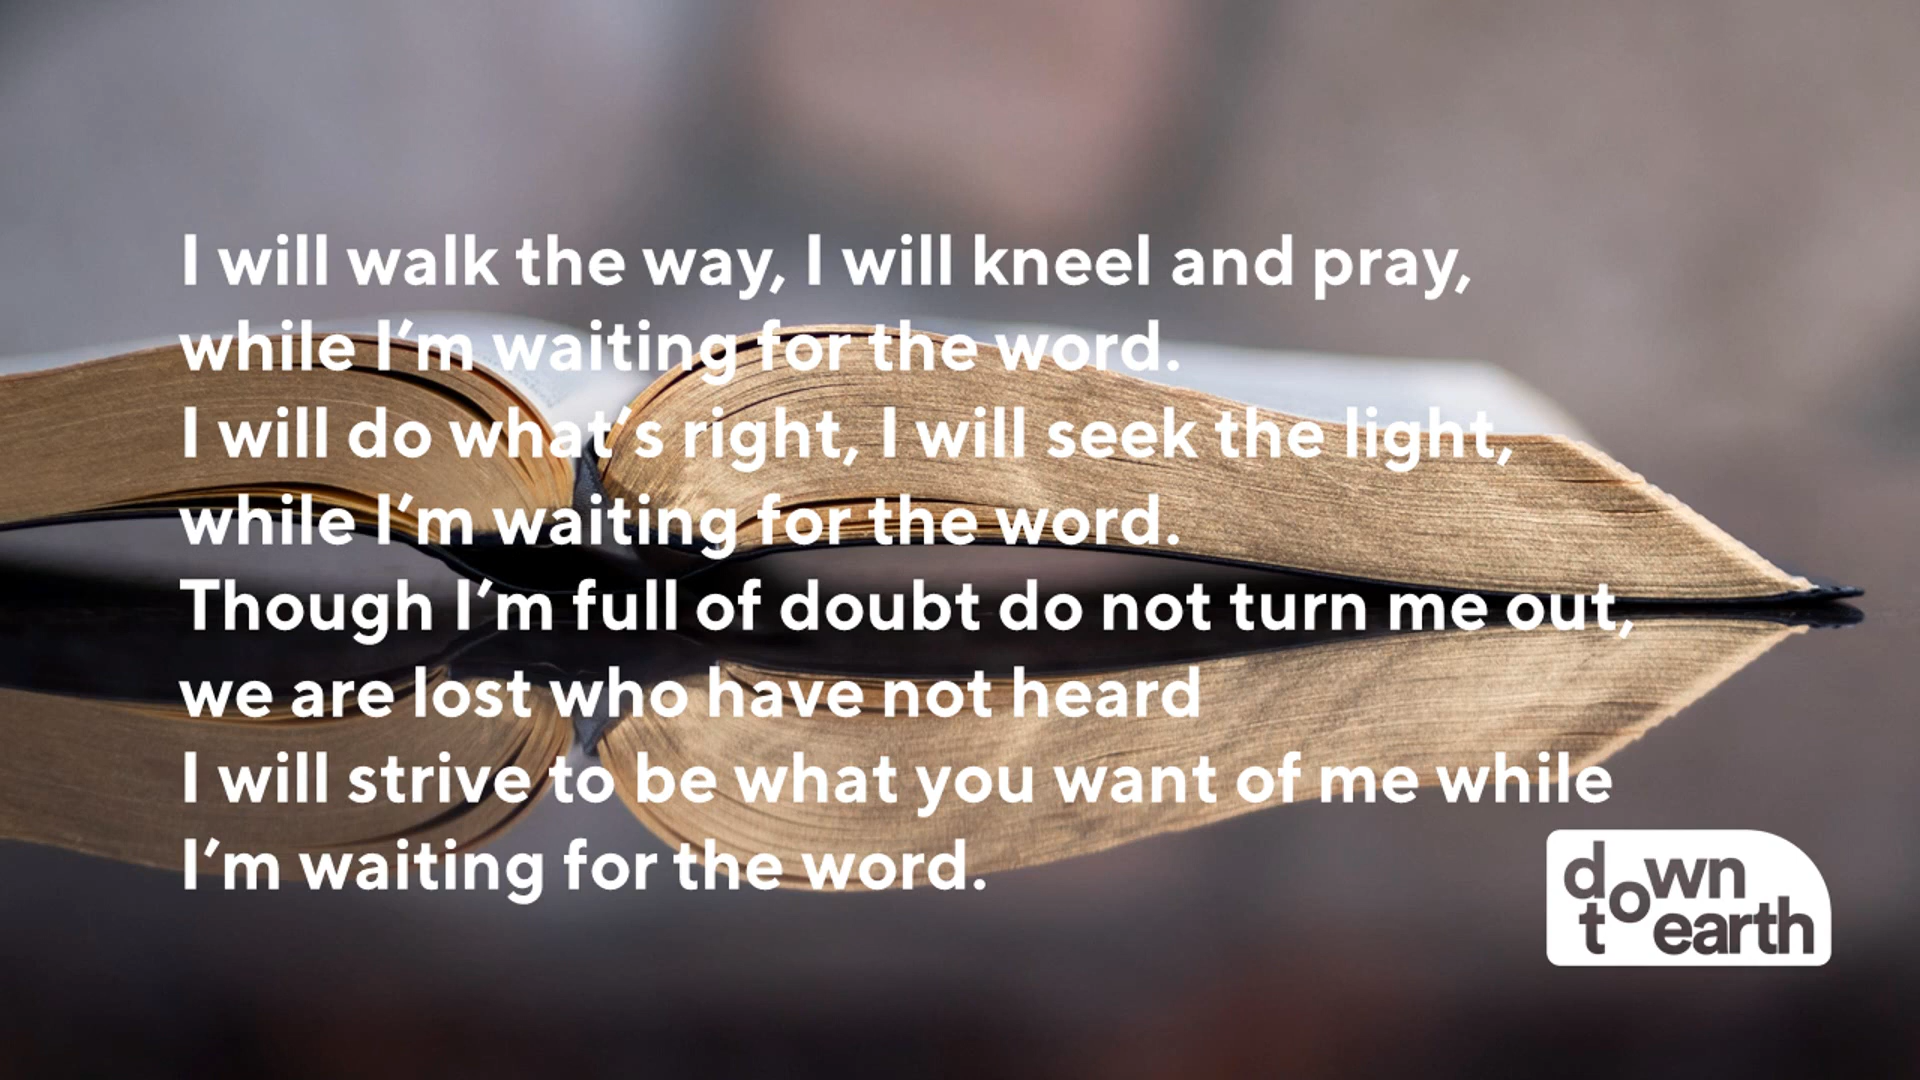 I will walk the way, I will kneel and pray,
while I’m waiting for the word.
I will do what’s right, I will seek the light,
while I’m waiting for the word.
Though I’m full of doubt do not turn me out,
we are lost who have not heard
I will strive to be what you want of me while
I’m waiting for the word.
down
to earth